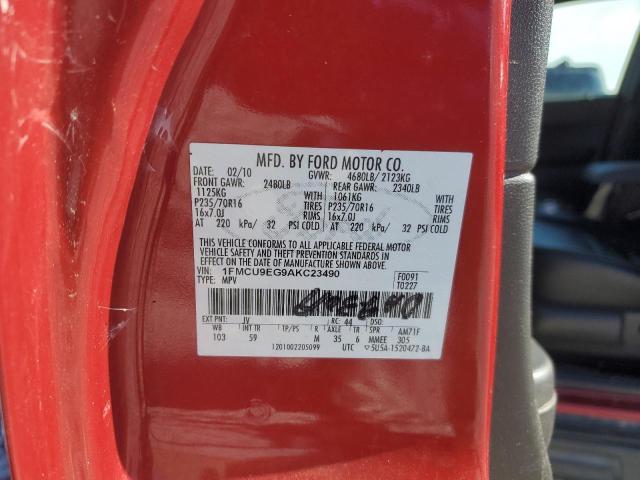 MFD. BY FORD MOTOR CO.
DATE: 02/10 GVWR: 4680LB/ 2123KG
FRONT GAWR: 2480LB REAR GAWR: 2340LB
1125KG 1061KG
P235/70R16 TIRES P235/70R16 TIRES
16x7.0J RIMS 16x7.0J RIMS
AT 220 kPa/ 32 PSI COLD AT 220 kPa/ 32 PSI COLD
THIS VEHICLE CONFORMS TO ALL APPLICABLE FEDERAL MOTOR
VEHICLE SAFETY AND THEFT PREVENTION STANDARDS IN EFFECT
ON THE DATE OF MANUFACTURE SHOWN ABOVE.
VIN: 1FMCU9EG9AKC23490 F0091
TYPE: MPV T0227
EXT PNT: JV RC: 44 DSO:
WB INT TR TP/PS R AXLE TR SPR AM71F
103 59 M 35 6 MMEE 305
1201002205099 UTC 5U5A-1520472-BA